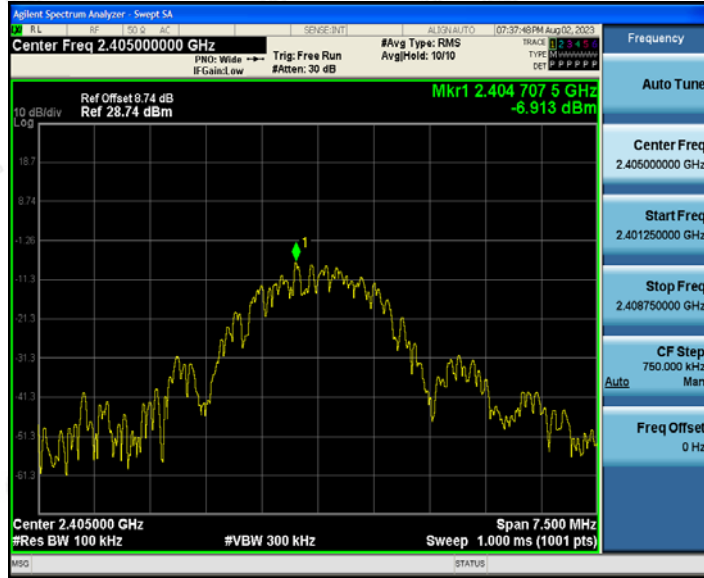 Agilent Spectrum Analyzer - Swept SA
RL RF 50 Ω AC SENSE:INT ALIGN AUTO 07:37:48 PM Aug 02, 2023
Center Freq 2.405000000 GHz
PNO: Wide
IFGain:Low
Trig: Free Run
#Atten: 30 dB
#Avg Type: RMS
Avg|Hold: 10/10
TRACE 1 2 3 4 5 6
TYPE M WWWWW
DET P P P P P P
Ref Offset 8.74 dB
Ref 28.74 dBm
10 dB/div
Log
Mkr1 2.404 707 5 GHz
-6.913 dBm
18.7
8.74
-1.26
-11.3
-21.3
-31.3
-41.3
-51.3
-61.3
1
Center 2.405000 GHz
#Res BW 100 kHz
#VBW 300 kHz
Span 7.500 MHz
Sweep 1.000 ms (1001 pts)
MSG
STATUS
Frequency
Auto Tune
Center Freq
2.405000000 GHz
Start Freq
2.401250000 GHz
Stop Freq
2.408750000 GHz
CF Step
750.000 kHz
Auto Man
Freq Offset
0 Hz